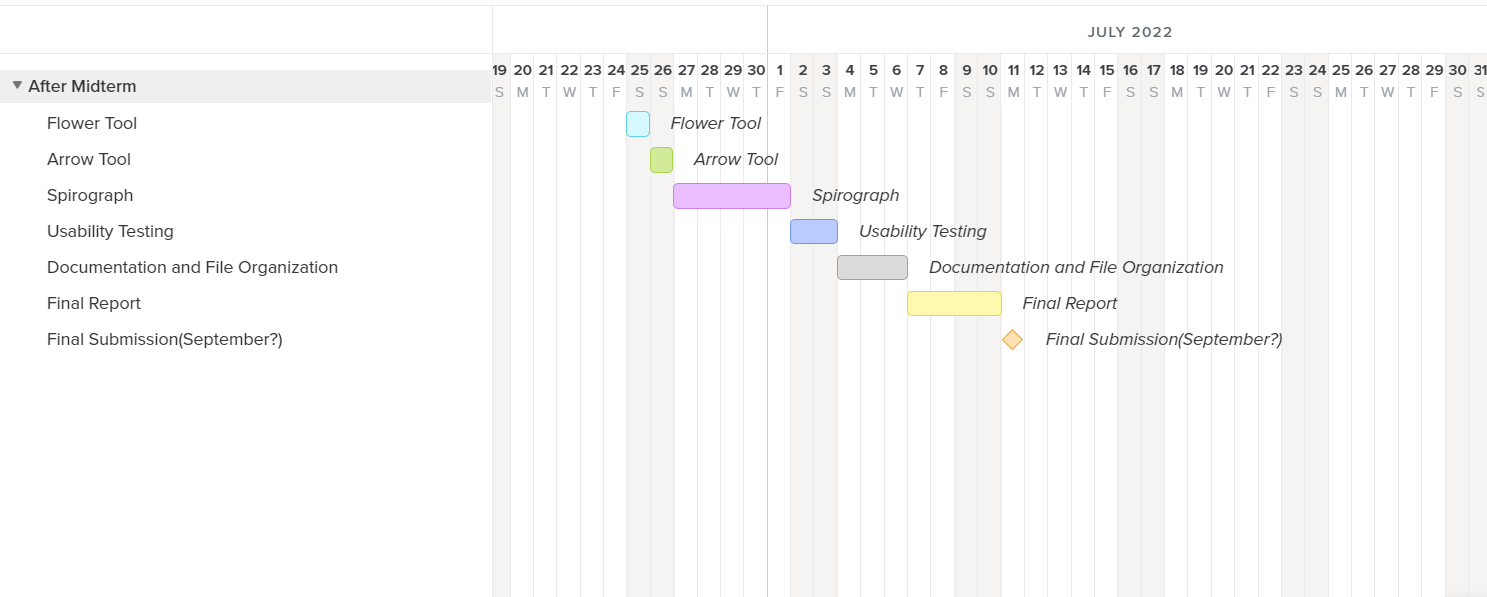 JULY 2022
19 20 21 22 23 24 25 26 27 28 29 30 1 2 3 4 5 6 7 8 9 10 11 12 13 14 15 16 17 18 19 20 21 22 23 24 25 26 27 28 29 30 31
S M T W T F S S M T W T F S S M T W T F S S M T W T F S S M T W T F S S M T W T F S S
After Midterm
Flower Tool Flower Tool
Arrow Tool Arrow Tool
Spirograph Spirograph
Usability Testing Usability Testing
Documentation and File Organization Documentation and File Organization
Final Report Final Report
Final Submission(September?) Final Submission(September?)